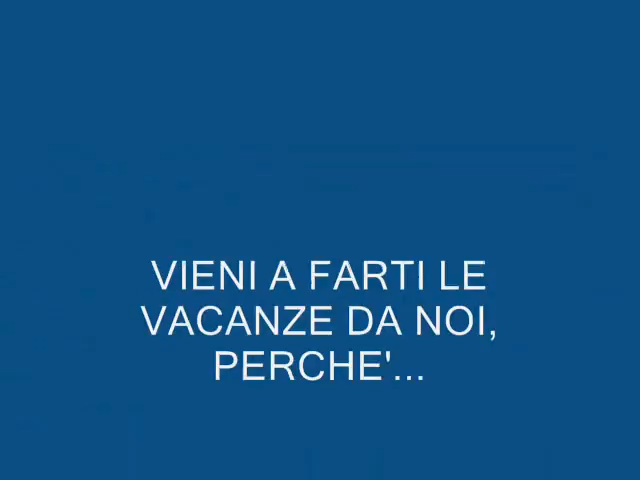 VIENI A FARTI LE
VACANZE DA NOI,
PERCHE'...